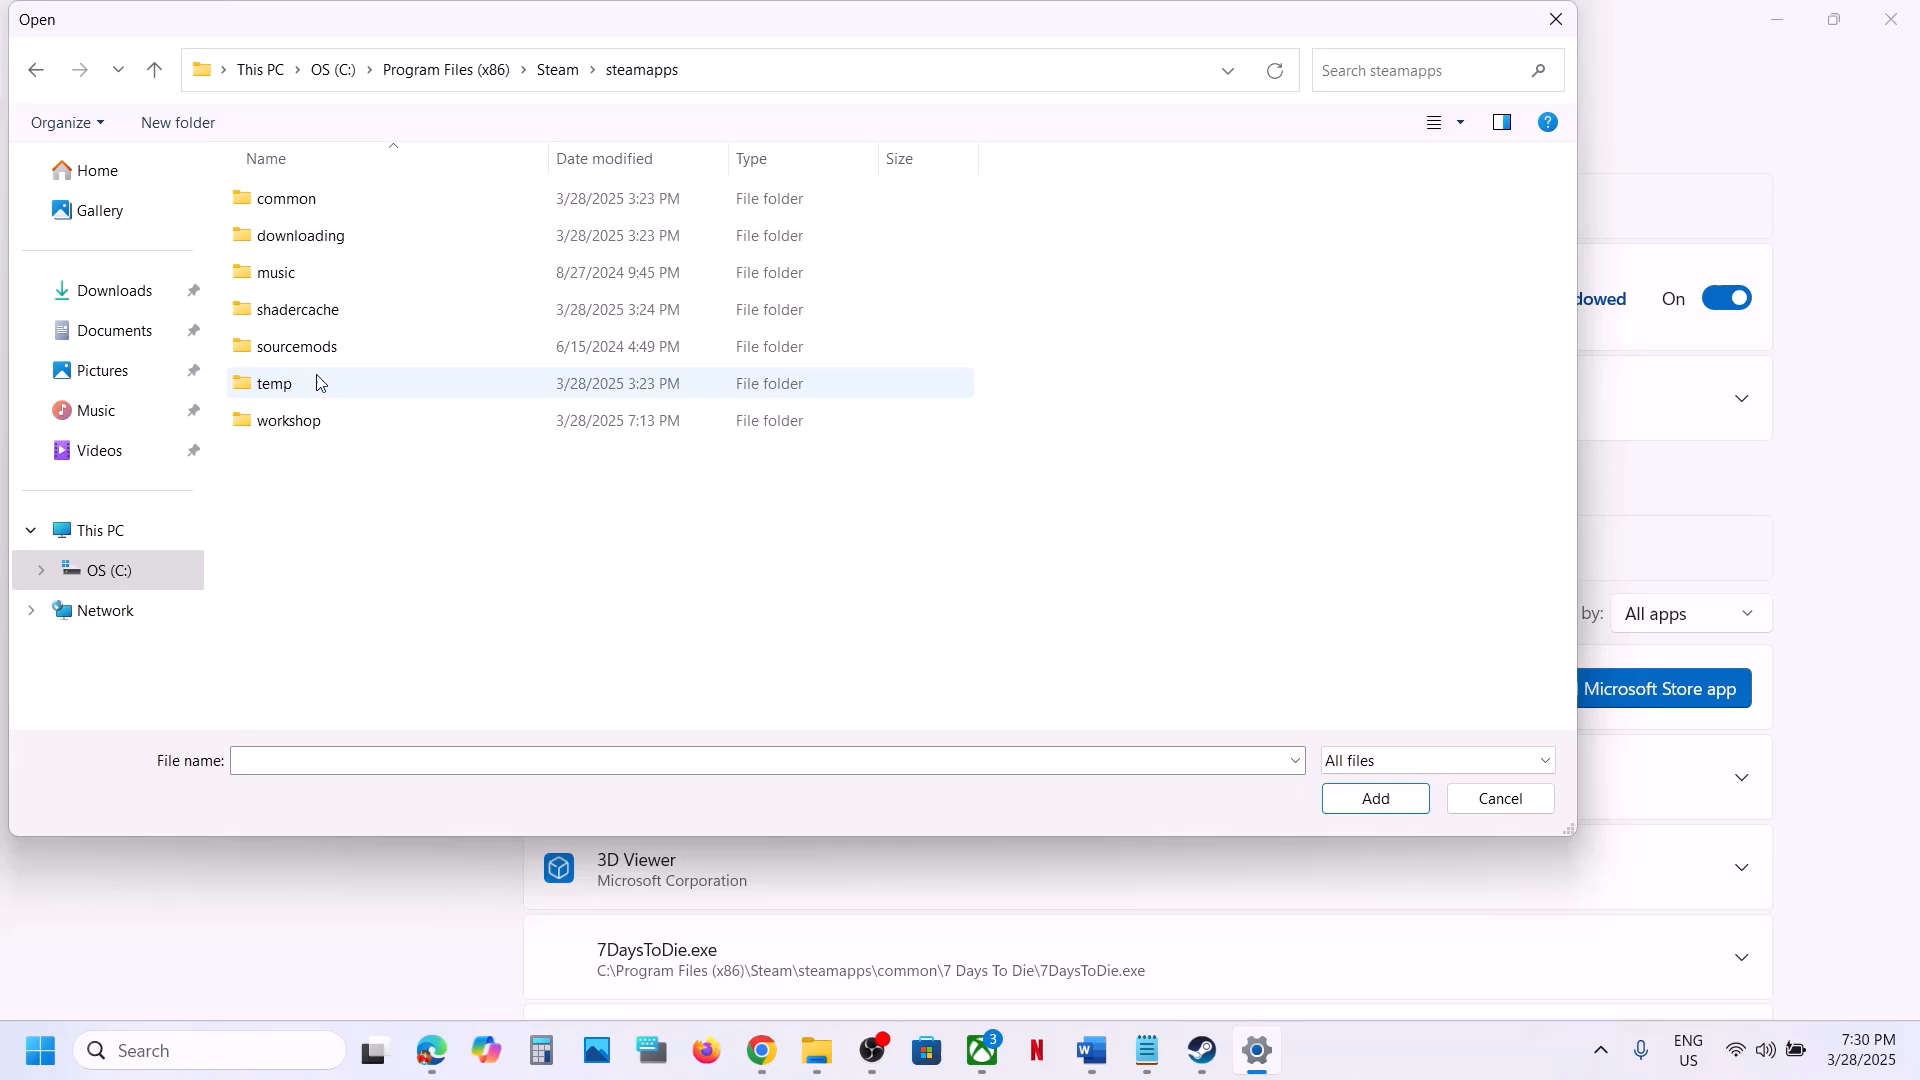 Open
This PC > OS (C:) > Program Files (x86) > Steam > steamapps
Search steamapps
Organize
New folder
Name
Date modified
Type
Size
Home
Gallery
Downloads
Documents
Pictures
Music
Videos
This PC
OS (C:)
Network
common 3/28/2025 3:23 PM File folder
downloading 3/28/2025 3:23 PM File folder
music 8/27/2024 9:45 PM File folder
shadercache 3/28/2025 3:24 PM File folder
sourcemods 6/15/2024 4:49 PM File folder
temp 3/28/2025 3:23 PM File folder
workshop 3/28/2025 7:13 PM File folder
File name:
All files
Add
Cancel
On
by:
All apps
Microsoft Store app
3D Viewer
Microsoft Corporation
7DaysToDie.exe
C:\Program Files (x86)\Steam\steamapps\common\7 Days To Die\7DaysToDie.exe
Search
3
ENG
US
7:30 PM
3/28/2025